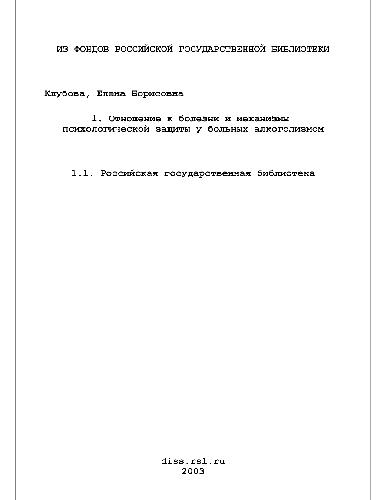 ИЗ ФОНДОВ РОССИЙСКОЙ ГОСУДАРСТВЕННОЙ БИБЛИОТЕКИ
Клубова, Елена Борисовна
1. Отношение к болезни и механизмы
психологической защиты у больных алкоголизмом
1.1. Российская государственная библиотека
diss.rsl.ru
2003